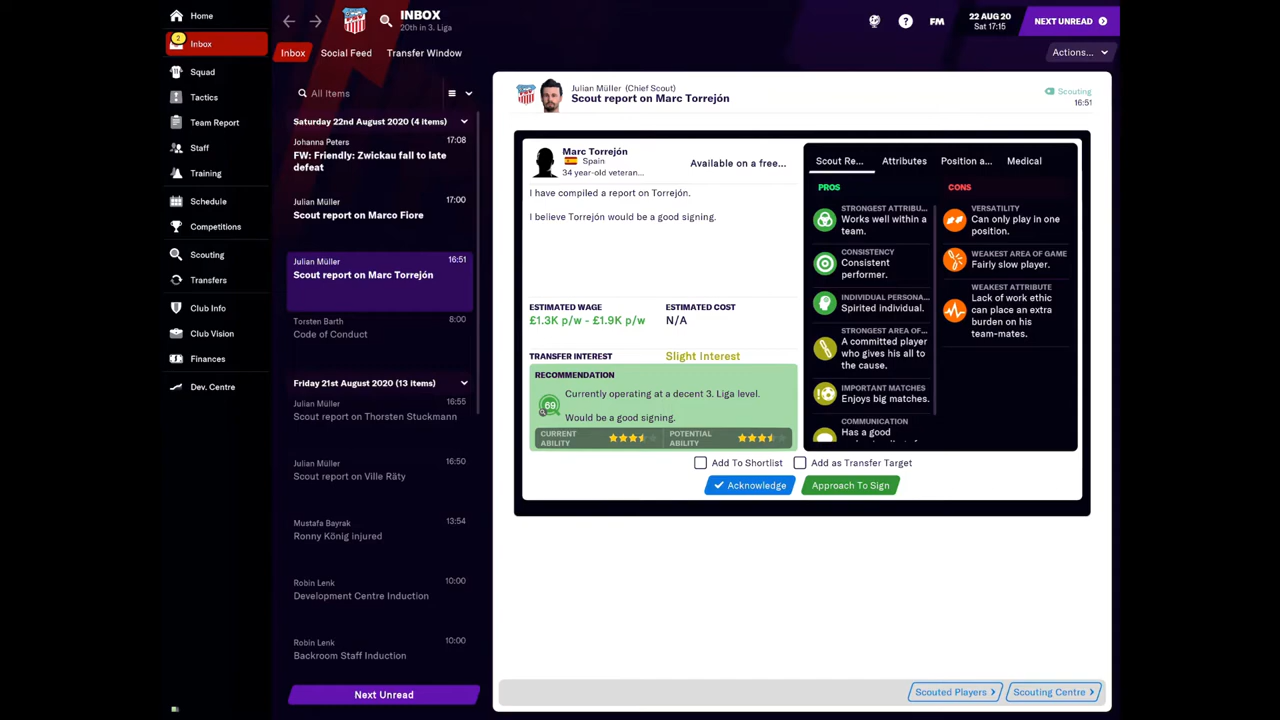 Home
2
Inbox
Squad
Tactics
Team Report
Staff
Training
Schedule
Competitions
Scouting
Transfers
Club Info
Club Vision
Finances
Dev. Centre
INBOX
20th in 3. Liga
?
FM
22 AUG 20
Sat 17:15
NEXT UNREAD
Inbox
Social Feed
Transfer Window
Actions...
All Items
Saturday 22nd August 2020 (4 items)
Johanna Peters
17:08
FW: Friendly: Zwickau fall to late
defeat
Julian Müller
17:00
Scout report on Marco Fiore
Julian Müller
16:51
Scout report on Marc Torrejón
Torsten Barth
8:00
Code of Conduct
Friday 21st August 2020 (13 items)
Julian Müller
16:55
Scout report on Thorsten Stuckmann
Julian Müller
16:50
Scout report on Ville Räty
Mustafa Bayrak
13:54
Ronny König injured
Robin Lenk
10:00
Development Centre Induction
Robin Lenk
10:00
Backroom Staff Induction
Next Unread
Julian Müller (Chief Scout)
Scout report on Marc Torrejón
Scouting
16:51
Marc Torrejón
Spain
34 year-old veteran...
Available on a free...
I have compiled a report on Torrejón.
I believe Torrejón would be a good signing.
ESTIMATED WAGE
£1.3K p/w - £1.9K p/w
ESTIMATED COST
N/A
TRANSFER INTEREST
Slight Interest
RECOMMENDATION
69
Currently operating at a decent 3. Liga level.
Would be a good signing.
CURRENT
ABILITY
POTENTIAL
ABILITY
Scout Re...
Attributes
Position a...
Medical
PROS
STRONGEST ATTRIBU...
Works well within a
team.
CONSISTENCY
Consistent
performer.
INDIVIDUAL PERSONA...
Spirited individual.
STRONGEST AREA OF...
A committed player
who gives his all to
the cause.
IMPORTANT MATCHES
Enjoys big matches.
COMMUNICATION
Has a good
CONS
VERSATILITY
Can only play in one
position.
WEAKEST AREA OF GAME
Fairly slow player.
WEAKEST ATTRIBUTE
Lack of work ethic
can place an extra
burden on his
team-mates.
Add To Shortlist
Add as Transfer Target
Acknowledge
Approach To Sign
Scouted Players
Scouting Centre